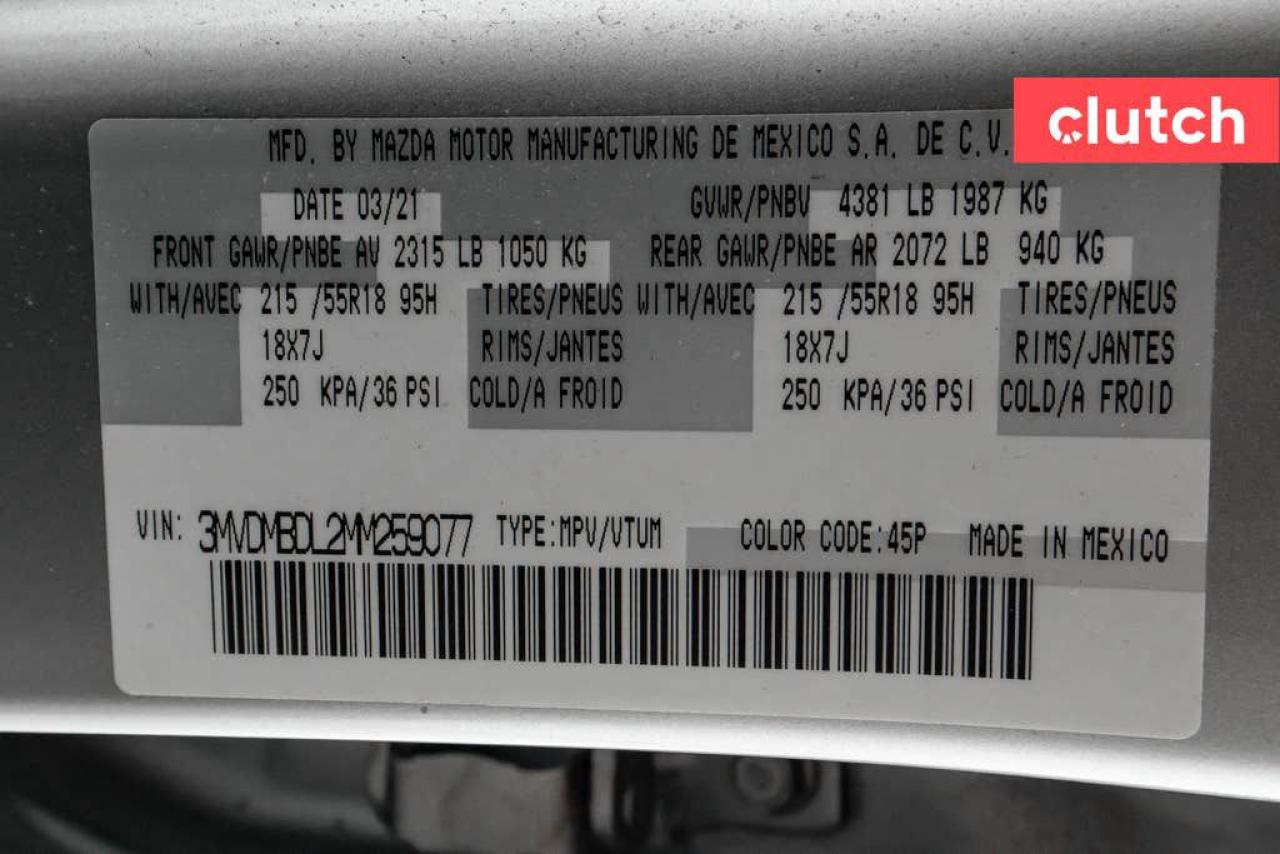 clutch
MFD. BY MAZDA MOTOR MANUFACTURING DE MEXICO S.A. DE C.V.
DATE 03/21 GVWR/PNBV 4381 LB 1987 KG
FRONT GAWR/PNBE AV 2315 LB 1050 KG REAR GAWR/PNBE AR 2072 LB 940 KG
WITH/AVEC 215 /55R18 95H TIRES/PNEUS WITH/AVEC 215 /55R18 95H TIRES/PNEUS
18X7J RIMS/JANTES 18X7J RIMS/JANTES
250 KPA/36 PSI COLD/A FROID 250 KPA/36 PSI COLD/A FROID
VIN: 3MVDMBDL2MM259077 TYPE:MPV/VTUM COLOR CODE:45P MADE IN MEXICO